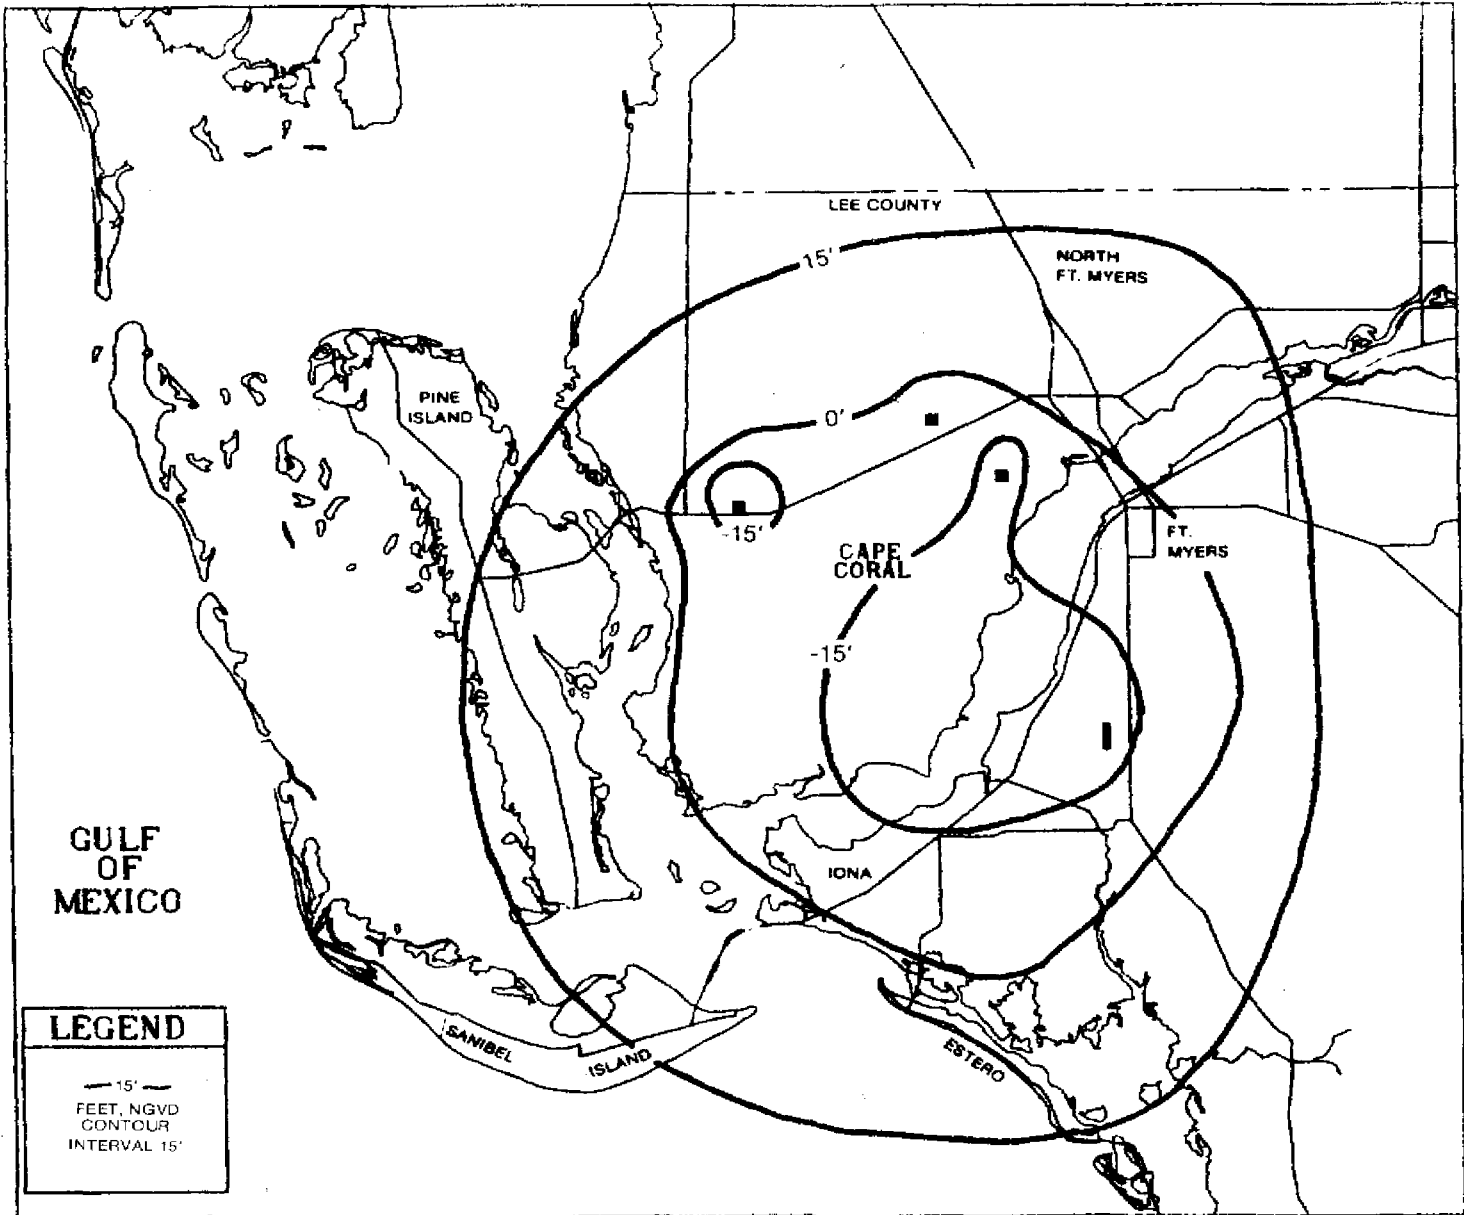 LEE COUNTY
15'
NORTH
FT. MYERS
PINE
ISLAND
0'
-15'
FT.
MYERS
CAPE
CORAL
-15'
GULF
OF
MEXICO
IONA
SANIBEL
ISLAND
ESTERO
LEGEND
15'
FEET, NGVD
CONTOUR
INTERVAL 15'